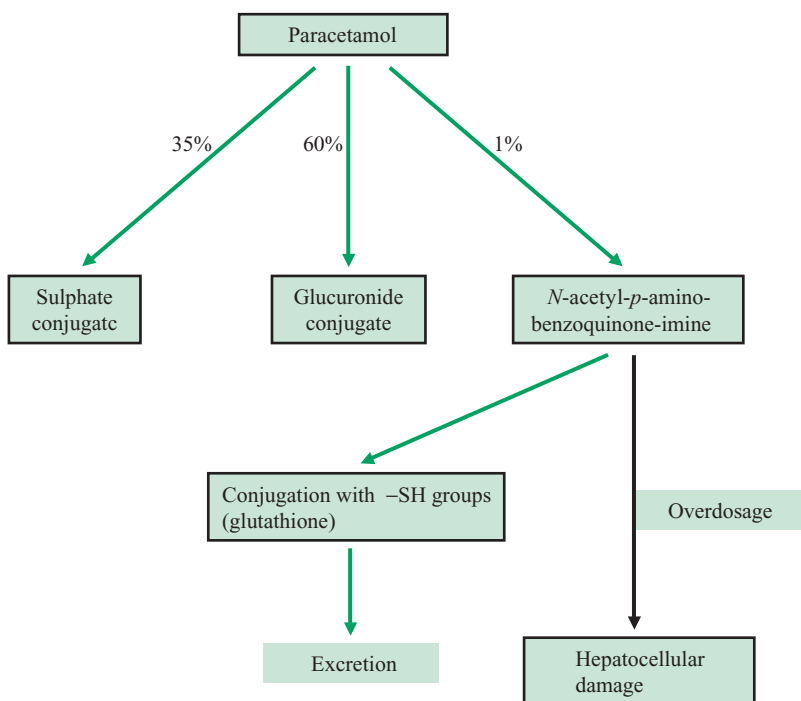 Paracetamol
35%
60%
1%
Sulphate
conjugatc
Glucuronide
conjugate
N-acetyl-p-amino-
benzoquinone-imine
Conjugation with –SH groups
(glutathione)
Overdosage
Excretion
Hepatocellular
damage